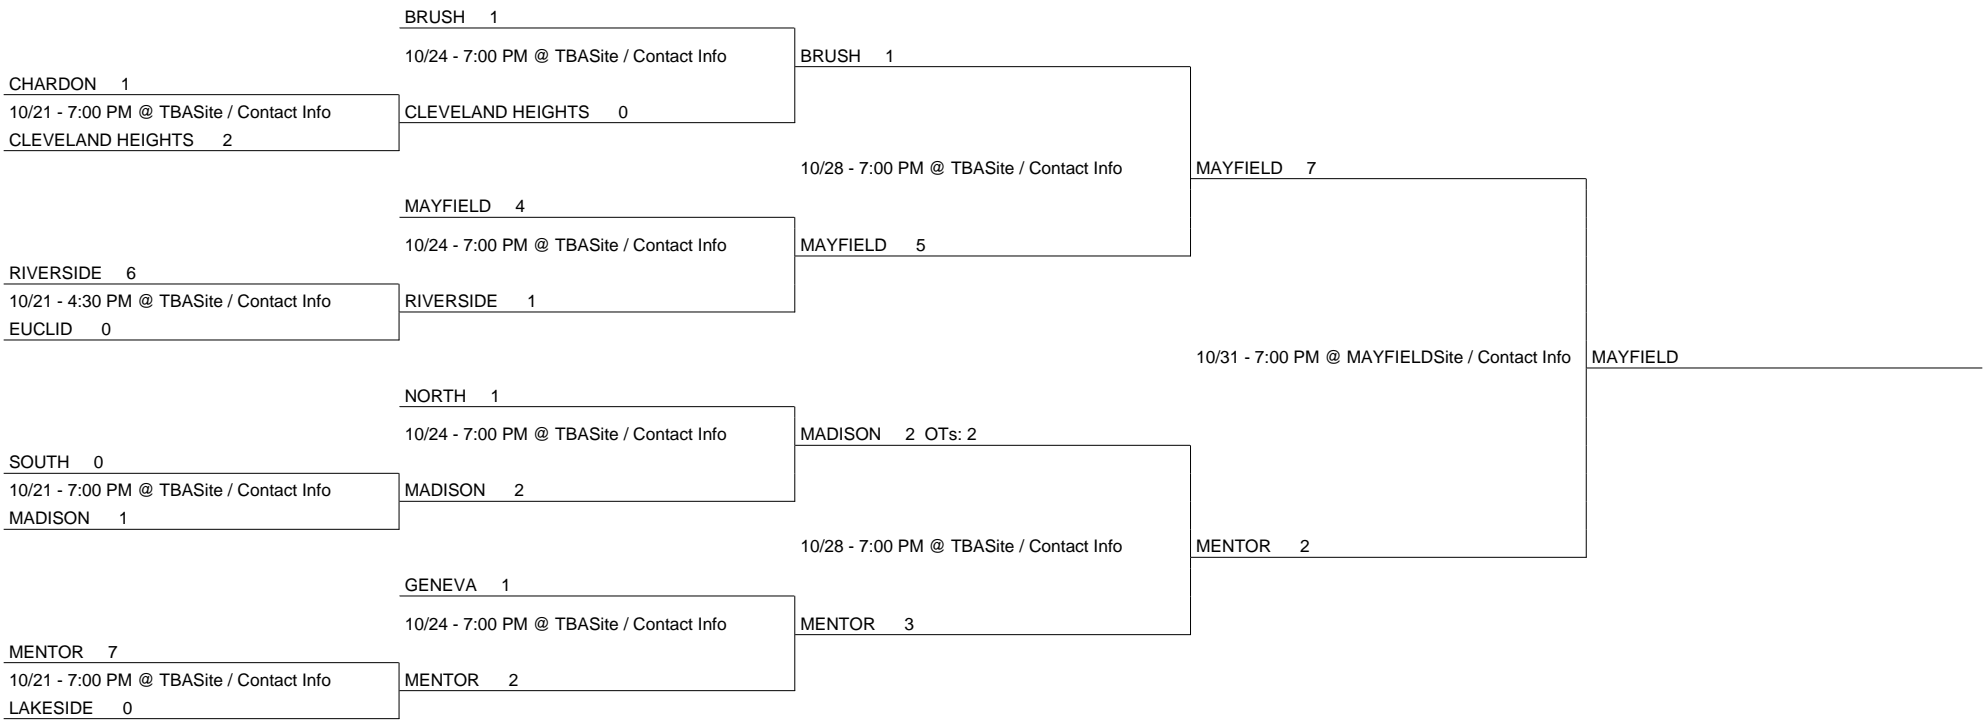 BRUSH 1
10/24 - 7:00 PM @ TBASite / Contact Info
BRUSH 1
CHARDON 1
10/21 - 7:00 PM @ TBASite / Contact Info
CLEVELAND HEIGHTS 0
CLEVELAND HEIGHTS 2
10/28 - 7:00 PM @ TBASite / Contact Info
MAYFIELD 7
MAYFIELD 4
10/24 - 7:00 PM @ TBASite / Contact Info
MAYFIELD 5
RIVERSIDE 6
10/21 - 4:30 PM @ TBASite / Contact Info
RIVERSIDE 1
EUCLID 0
10/31 - 7:00 PM @ MAYFIELDSite / Contact Info
MAYFIELD
NORTH 1
10/24 - 7:00 PM @ TBASite / Contact Info
MADISON 2 OTs: 2
SOUTH 0
10/21 - 7:00 PM @ TBASite / Contact Info
MADISON 2
MADISON 1
10/28 - 7:00 PM @ TBASite / Contact Info
MENTOR 2
GENEVA 1
10/24 - 7:00 PM @ TBASite / Contact Info
MENTOR 3
MENTOR 7
10/21 - 7:00 PM @ TBASite / Contact Info
MENTOR 2
LAKESIDE 0